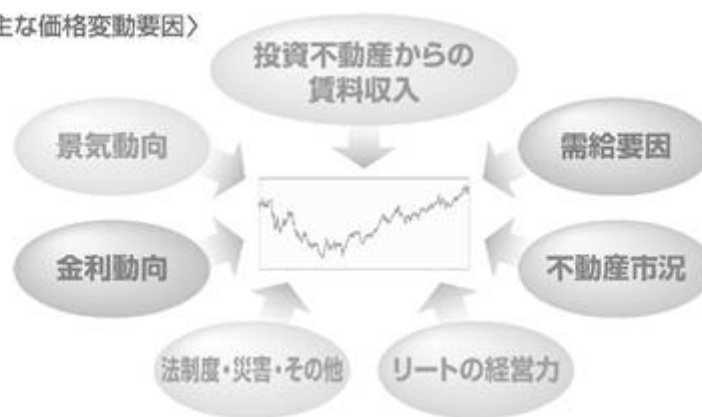 主な価格変動要因〉
投資不動産からの
賃料収入
景気動向
需給要因
金利動向
不動産市況
法制度・災害・その他
リートの経営力